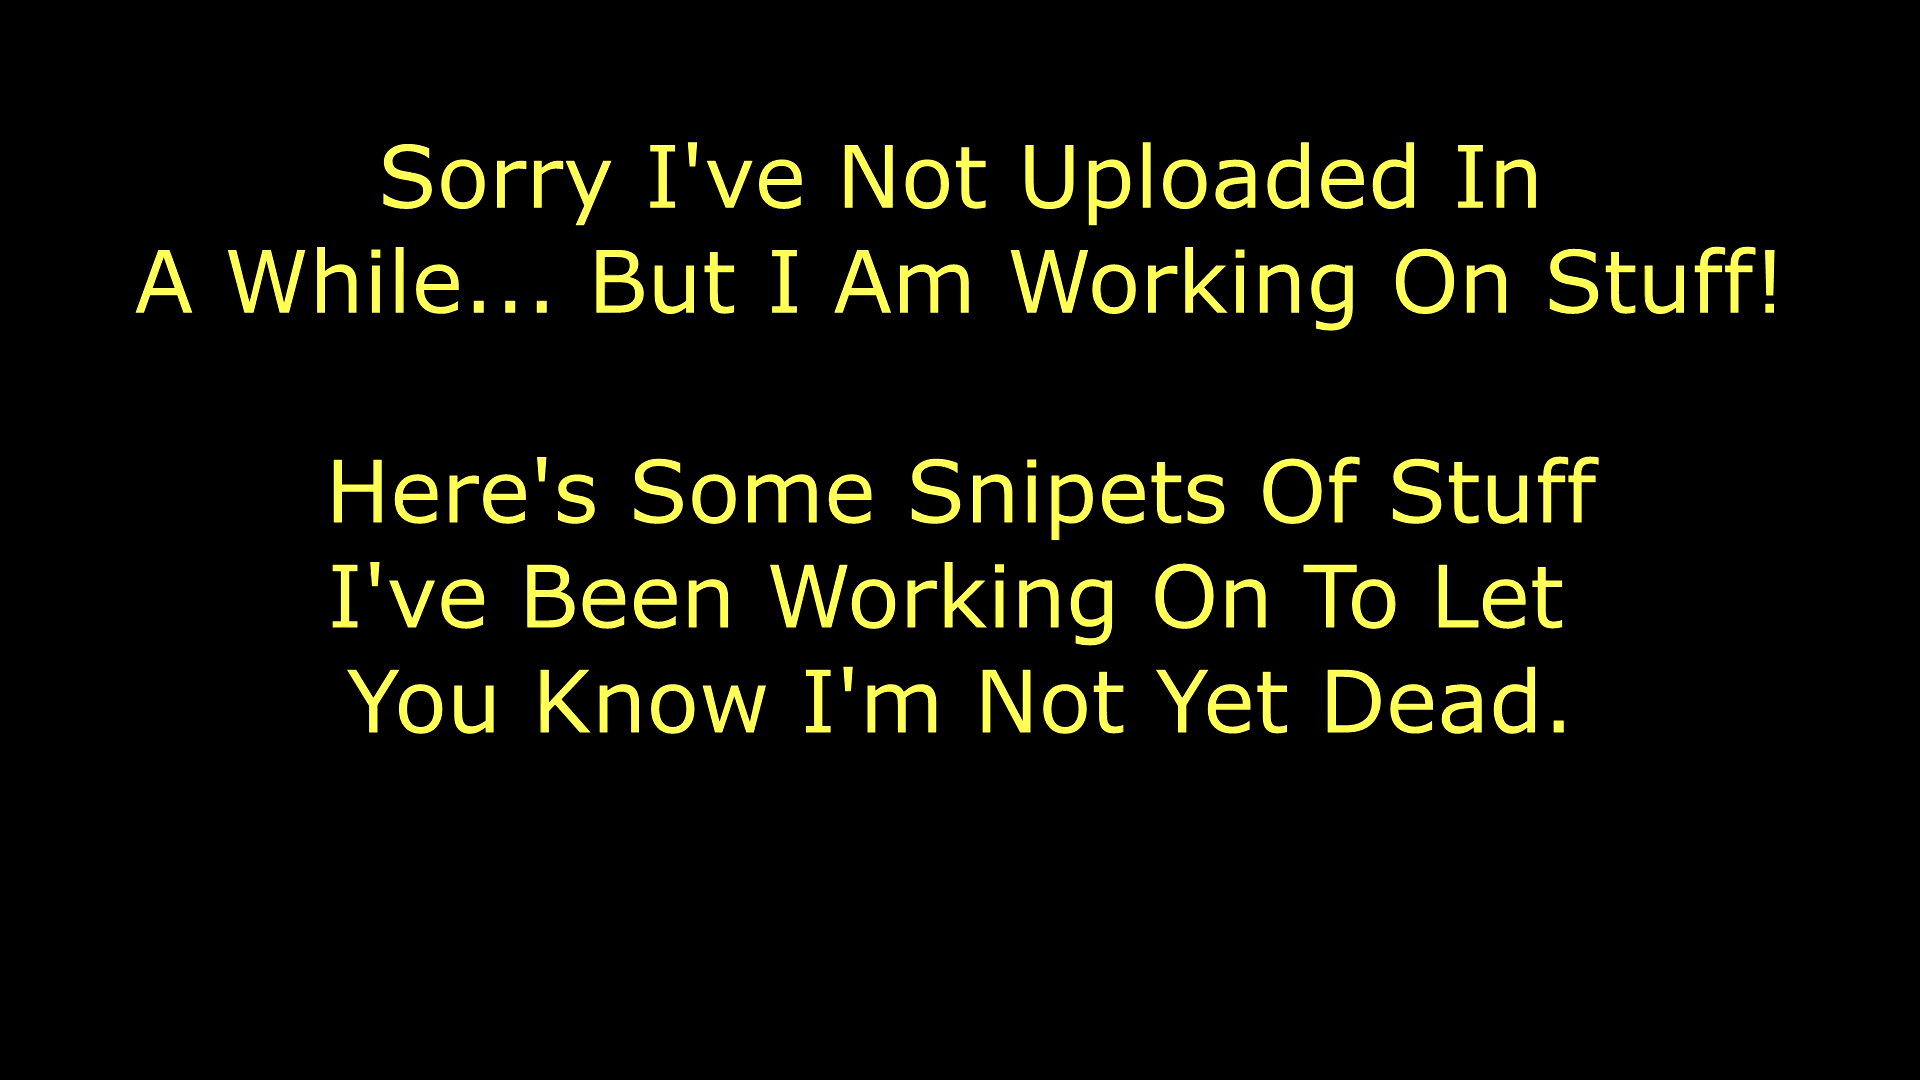 Sorry I've Not Uploaded In
A While... But I Am Working On Stuff!
Here's Some Snipets Of Stuff
I've Been Working On To Let
You Know I'm Not Yet Dead.